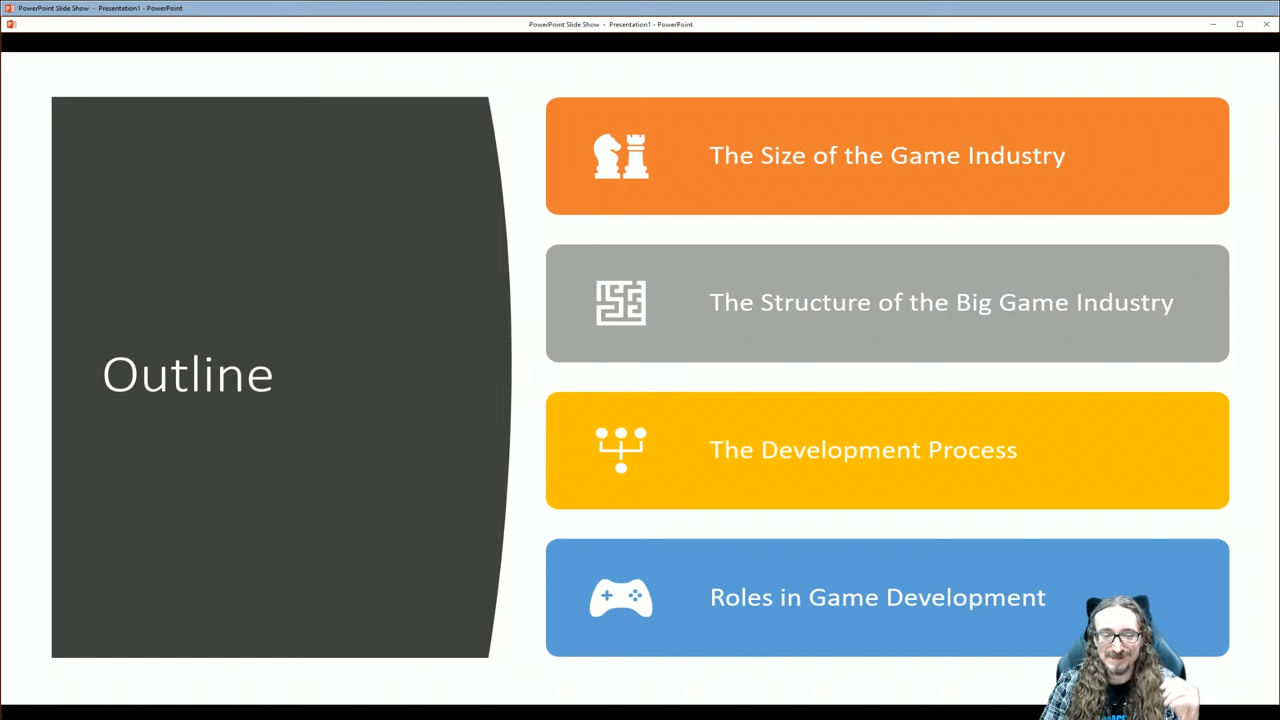 PowerPoint Slide Show - Presentation1 - PowerPoint
PowerPoint Slide Show - Presentation1 - PowerPoint
Outline
The Size of the Game Industry
The Structure of the Big Game Industry
The Development Process
Roles in Game Development